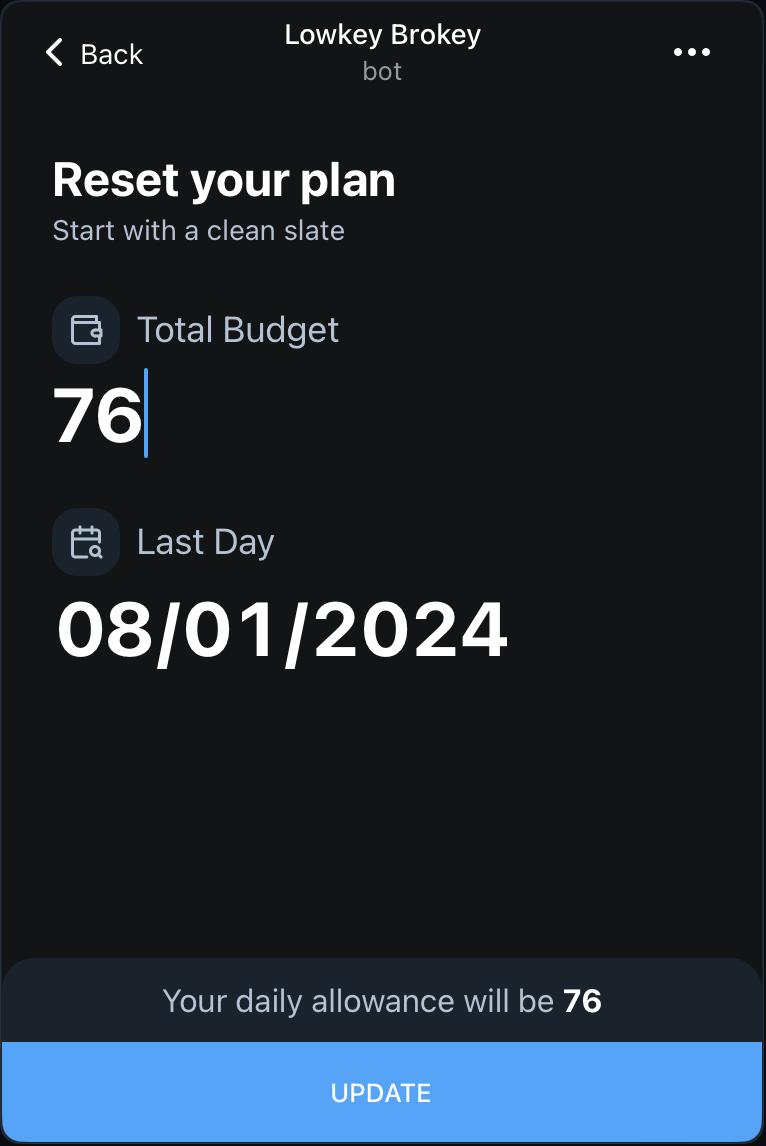 Back
Lowkey Brokey
bot
Reset your plan
Start with a clean slate
Total Budget
76
Last Day
08/01/2024
Your daily allowance will be 76
UPDATE